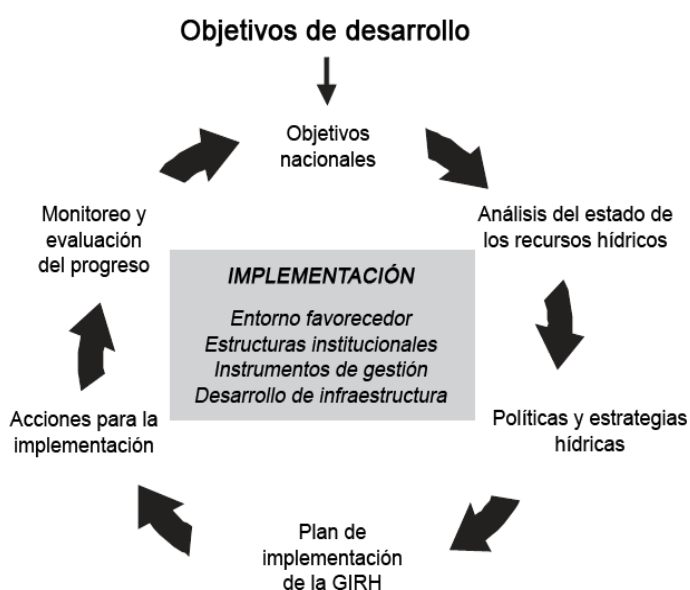 Objetivos de desarrollo
Objetivos
nacionales
Análisis del estado de
los recursos hídricos
Políticas y estrategias
hídricas
Plan de
implementación
de la GIRH
Acciones para la
implementación
Monitoreo y
evaluación
del progreso
IMPLEMENTACIÓN
Entorno favorecedor
Estructuras institucionales
Instrumentos de gestión
Desarrollo de infraestructura